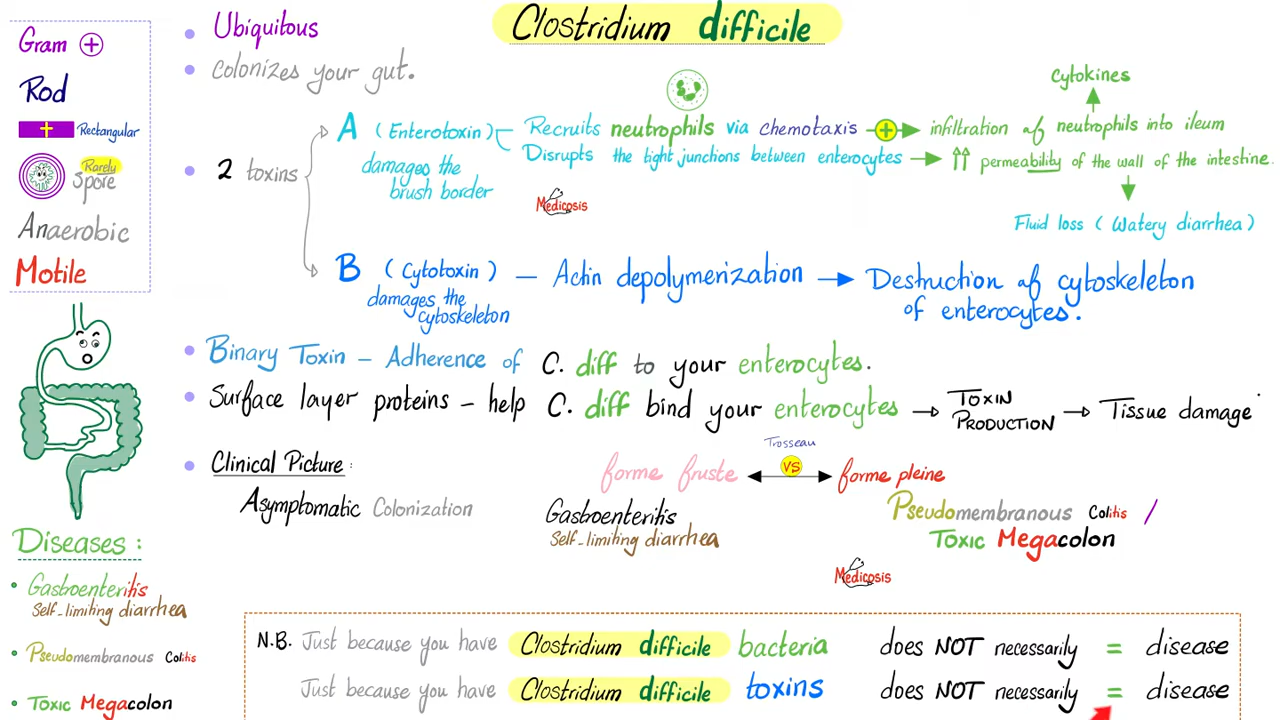 Clostridium difficile
Gram +
Rod
+ Rectangular
Rarely
spore
Anaerobic
Motile
Ubiquitous
colonizes your gut.
2 toxins
A (Enterotoxin)
damages the
brush border
Recruits neutrophils via chemotaxis + infiltration of neutrophils into ileum
cytokines
Disrupts the tight junctions between enterocytes ↑↑ permeability of the wall of the intestine.
Fluid loss (Watery diarrhea)
Medicosis
B (Cytotoxin) – Actin depolymerization → Destruction of cytoskeleton
of enterocytes.
damages the
cytoskeleton
Binary Toxin – Adherence of C. diff to your enterocytes.
Surface layer proteins – help C. diff bind your enterocytes → Toxin
Production → Tissue damage
Clinical Picture:
Asymptomatic Colonization
Trosseau
forme fruste vs forme pleine
Gastroenteritis
Self-limiting diarrhea
Pseudomembranous Colitis /
Toxic Megacolon
Medicosis
Diseases:
Gastroenteritis
Self-limiting diarrhea
Pseudomembranous Colitis
Toxic Megacolon
N.B. Just because you have Clostridium difficile bacteria does NOT necessarily = disease
Just because you have Clostridium difficile toxins does NOT necessarily = disease